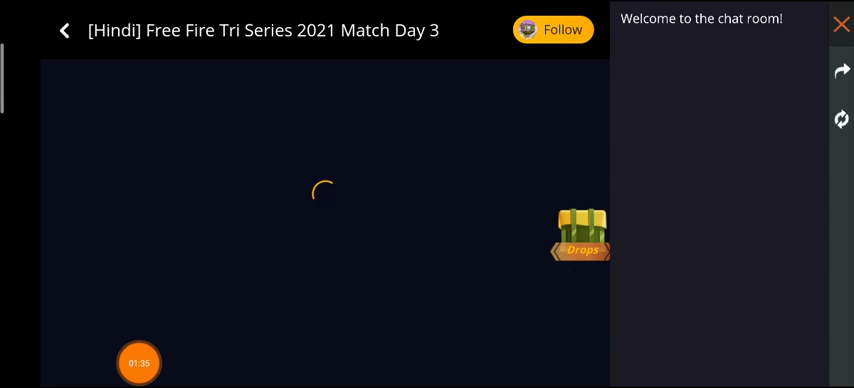 [Hindi] Free Fire Tri Series 2021 Match Day 3
Follow
Welcome to the chat room!
Drops
01:35